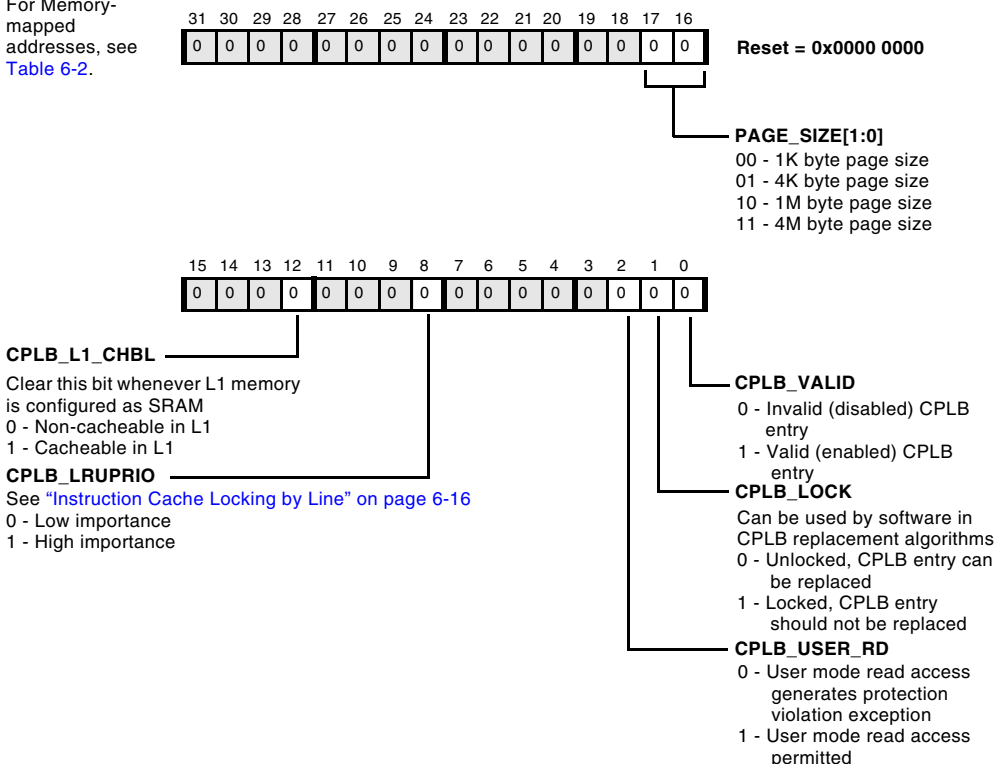 For Memory-
mapped
addresses, see
Table 6-2.
31 30 29 28 27 26 25 24 23 22 21 20 19 18 17 16
0 0 0 0 0 0 0 0 0 0 0 0 0 0 0 0
Reset = 0x0000 0000
PAGE_SIZE[1:0]
00 - 1K byte page size
01 - 4K byte page size
10 - 1M byte page size
11 - 4M byte page size
15 14 13 12 11 10 9 8 7 6 5 4 3 2 1 0
0 0 0 0 0 0 0 0 0 0 0 0 0 0 0 0
CPLB_L1_CHBL
Clear this bit whenever L1 memory
is configured as SRAM
0 - Non-cacheable in L1
1 - Cacheable in L1
CPLB_LRUPRIO
See “Instruction Cache Locking by Line” on page 6-16
0 - Low importance
1 - High importance
CPLB_VALID
0 - Invalid (disabled) CPLB
entry
1 - Valid (enabled) CPLB
entry
CPLB_LOCK
Can be used by software in
CPLB replacement algorithms
0 - Unlocked, CPLB entry can
be replaced
1 - Locked, CPLB entry
should not be replaced
CPLB_USER_RD
0 - User mode read access
generates protection
violation exception
1 - User mode read access
permitted